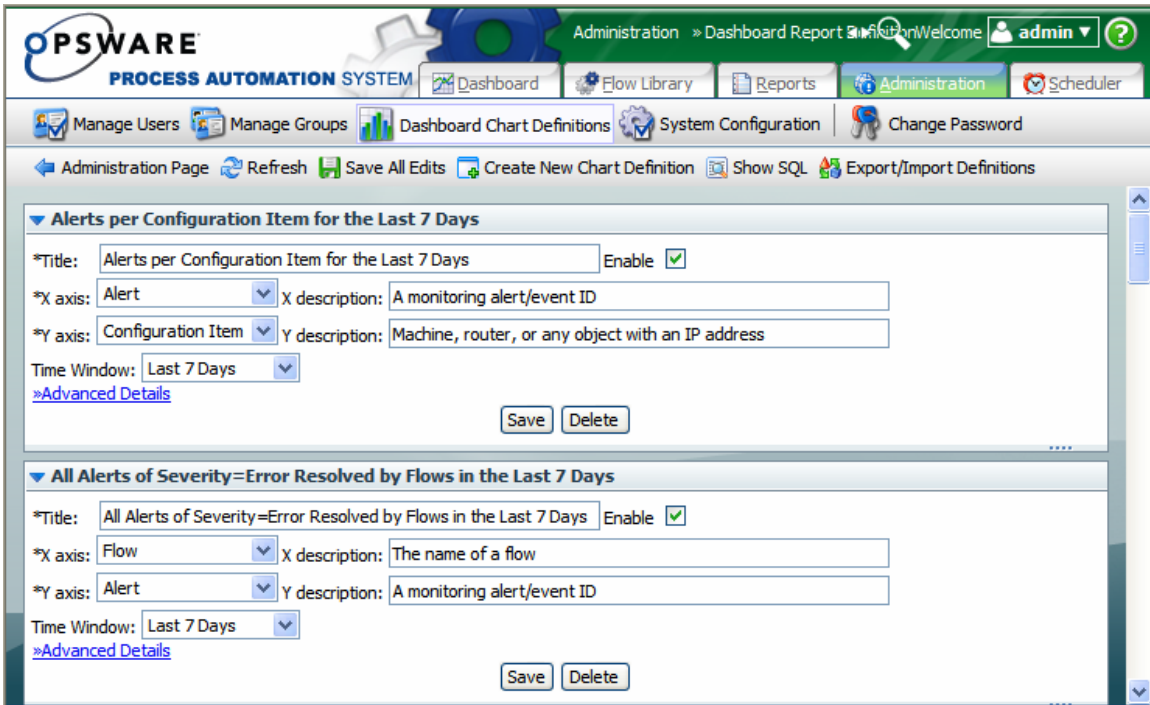 OPSWARE
PROCESS AUTOMATION SYSTEM
Administration » Dashboard Report Definition Welcome admin ▼ ?
Dashboard Flow Library Reports Administration Scheduler
Manage Users Manage Groups Dashboard Chart Definitions System Configuration Change Password
Administration Page Refresh Save All Edits Create New Chart Definition Show SQL Export/Import Definitions
Alerts per Configuration Item for the Last 7 Days
*Title: Alerts per Configuration Item for the Last 7 Days Enable
*X axis: Alert X description: A monitoring alert/event ID
*Y axis: Configuration Item Y description: Machine, router, or any object with an IP address
Time Window: Last 7 Days
»Advanced Details
Save Delete
All Alerts of Severity=Error Resolved by Flows in the Last 7 Days
*Title: All Alerts of Severity=Error Resolved by Flows in the Last 7 Days Enable
*X axis: Flow X description: The name of a flow
*Y axis: Alert Y description: A monitoring alert/event ID
Time Window: Last 7 Days
»Advanced Details
Save Delete